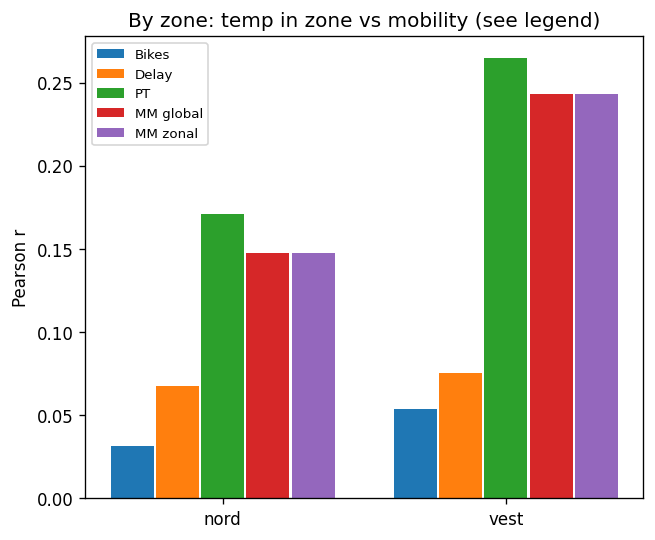 By zone: temp in zone vs mobility (see legend)
Bikes
Delay
PT
MM global
MM zonal
Pearson r
0.25
0.20
0.15
0.10
0.05
0.00
nord
vest